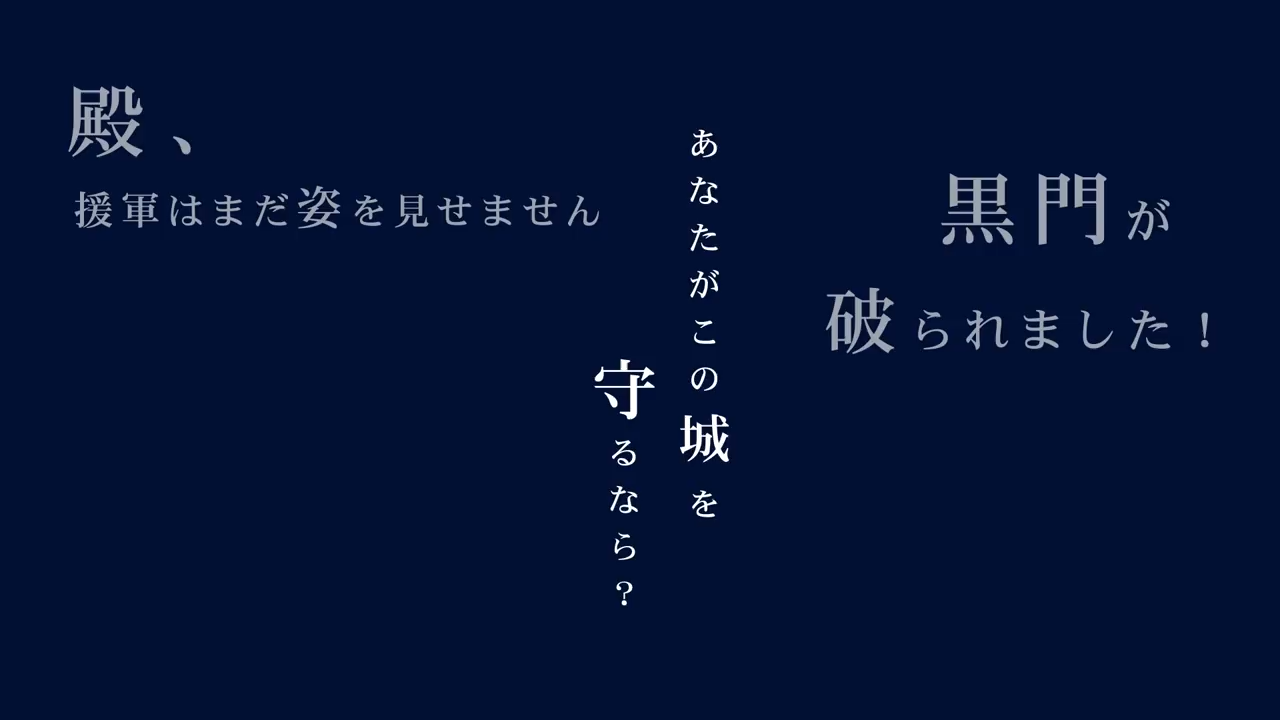 殿、
援軍はまだ姿を見せません
黒門が
破られました！
あなたがこの城を
守るなら？